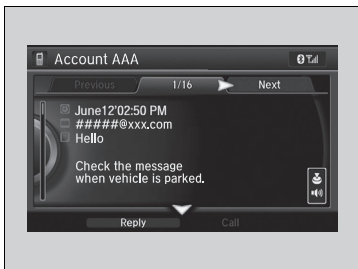 Account AAA
Previous 1/16 Next
June12'02:50 PM
#####@xxx.com
Hello
Check the message
when vehicle is parked.
Reply Call